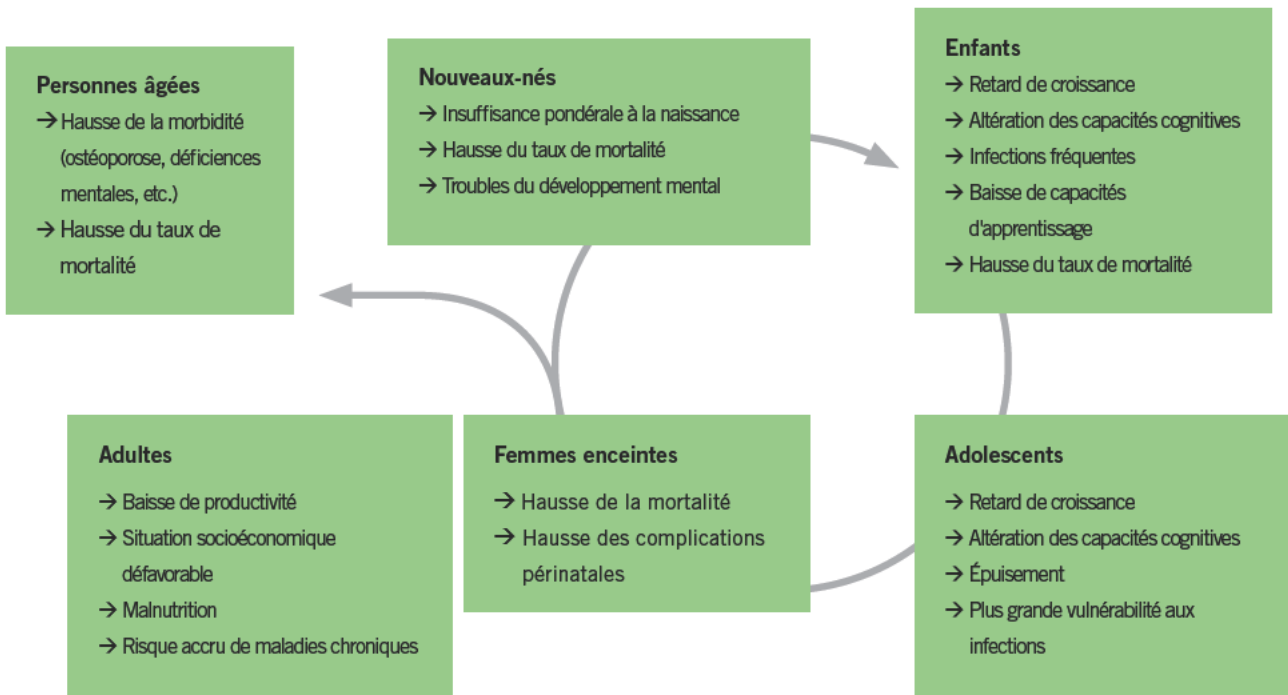 Personnes âgées
→ Hausse de la morbidité
(ostéoporose, déficiences
mentales, etc.)
→ Hausse du taux de
mortalité
Nouveaux-nés
→ Insuffisance pondérale à la naissance
→ Hausse du taux de mortalité
→ Troubles du développement mental
Enfants
→ Retard de croissance
→ Altération des capacités cognitives
→ Infections fréquentes
→ Baisse de capacités
d'apprentissage
→ Hausse du taux de mortalité
Adultes
→ Baisse de productivité
→ Situation socioéconomique
défavorable
→ Malnutrition
→ Risque accru de maladies chroniques
Femmes enceintes
→ Hausse de la mortalité
→ Hausse des complications
périnatales
Adolescents
→ Retard de croissance
→ Altération des capacités cognitives
→ Épuisement
→ Plus grande vulnérabilité aux
infections